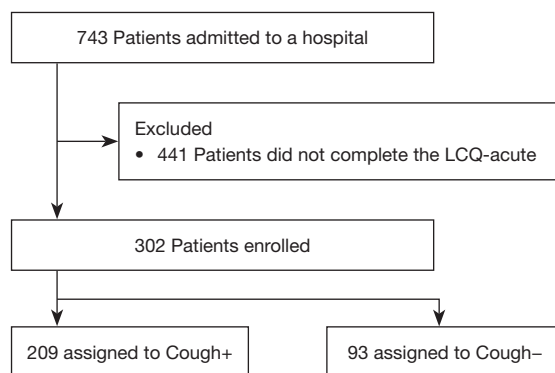 743 Patients admitted to a hospital
Excluded
• 441 Patients did not complete the LCQ-acute
302 Patients enrolled
209 assigned to Cough+
93 assigned to Cough–